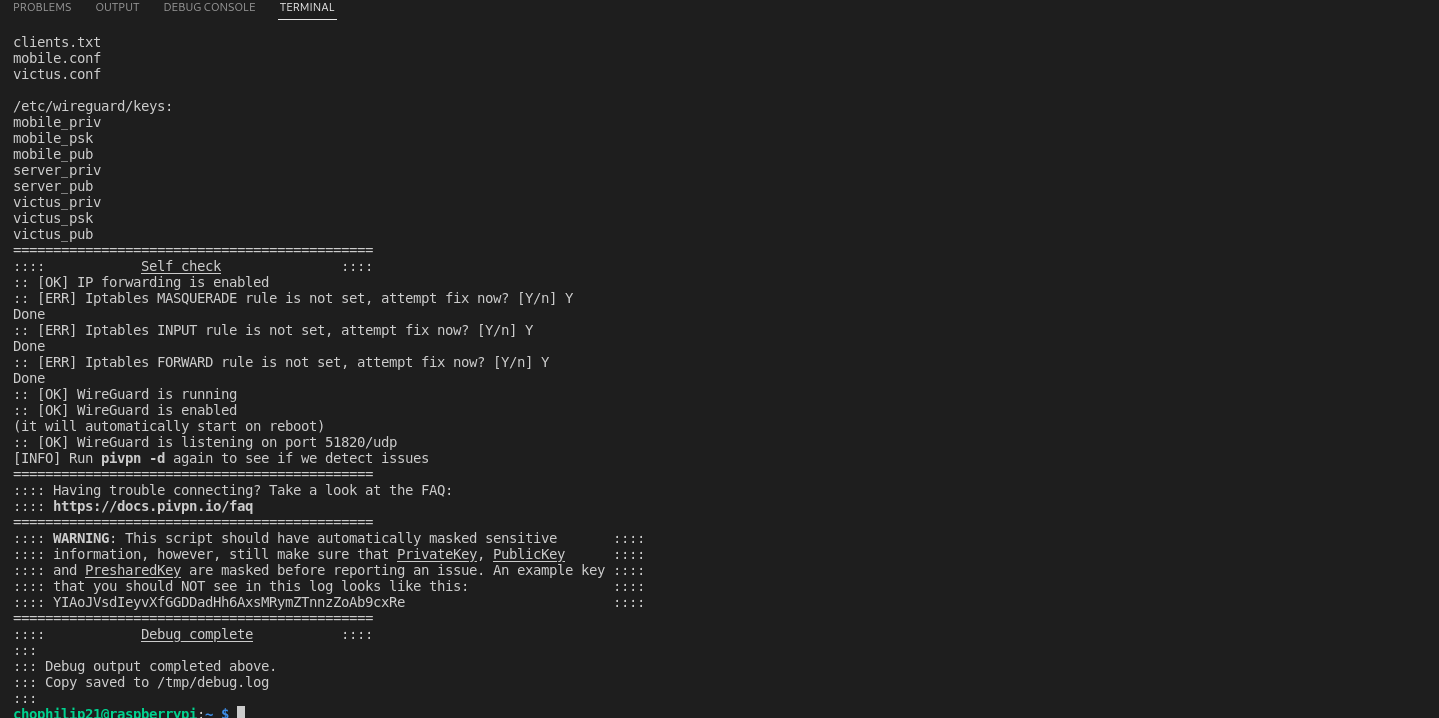 PROBLEMS OUTPUT DEBUG CONSOLE TERMINAL
clients.txt
mobile.conf
victus.conf
/etc/wireguard/keys:
mobile_priv
mobile_psk
mobile_pub
server_priv
server_pub
victus_priv
victus_psk
victus_pub
=============================================
:::: Self check ::::
:: [OK] IP forwarding is enabled
:: [ERR] Iptables MASQUERADE rule is not set, attempt fix now? [Y/n] Y
Done
:: [ERR] Iptables INPUT rule is not set, attempt fix now? [Y/n] Y
Done
:: [ERR] Iptables FORWARD rule is not set, attempt fix now? [Y/n] Y
Done
:: [OK] WireGuard is running
:: [OK] WireGuard is enabled
(it will automatically start on reboot)
:: [OK] WireGuard is listening on port 51820/udp
[INFO] Run pivpn -d again to see if we detect issues
=============================================
:::: Having trouble connecting? Take a look at the FAQ:
:::: https://docs.pivpn.io/faq
=============================================
:::: WARNING: This script should have automatically masked sensitive ::::
:::: information, however, still make sure that PrivateKey, PublicKey ::::
:::: and PresharedKey are masked before reporting an issue. An example key ::::
:::: that you should NOT see in this log looks like this: ::::
:::: YIAoJVsdIeyvXfGGDDadHh6AxsMRymZTnnzZoAb9cxRe ::::
=============================================
:::: Debug complete ::::
:::
::: Debug output completed above.
::: Copy saved to /tmp/debug.log
:::
chophilip21@raspberrypi:~ $